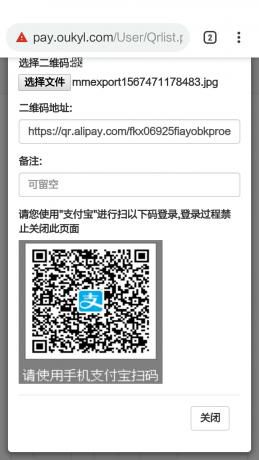 pay.oukyl.com/User/Qrlist.p
2
选择二维码:
选择文件 mmexport1567471178483.jpg
二维码地址:
https://qr.alipay.com/fkx06925fiayobkproe
备注:
可留空
请您使用"支付宝"进行扫以下码登录,登录过程禁
止关闭此页面
支
请使用手机支付宝扫码
关闭